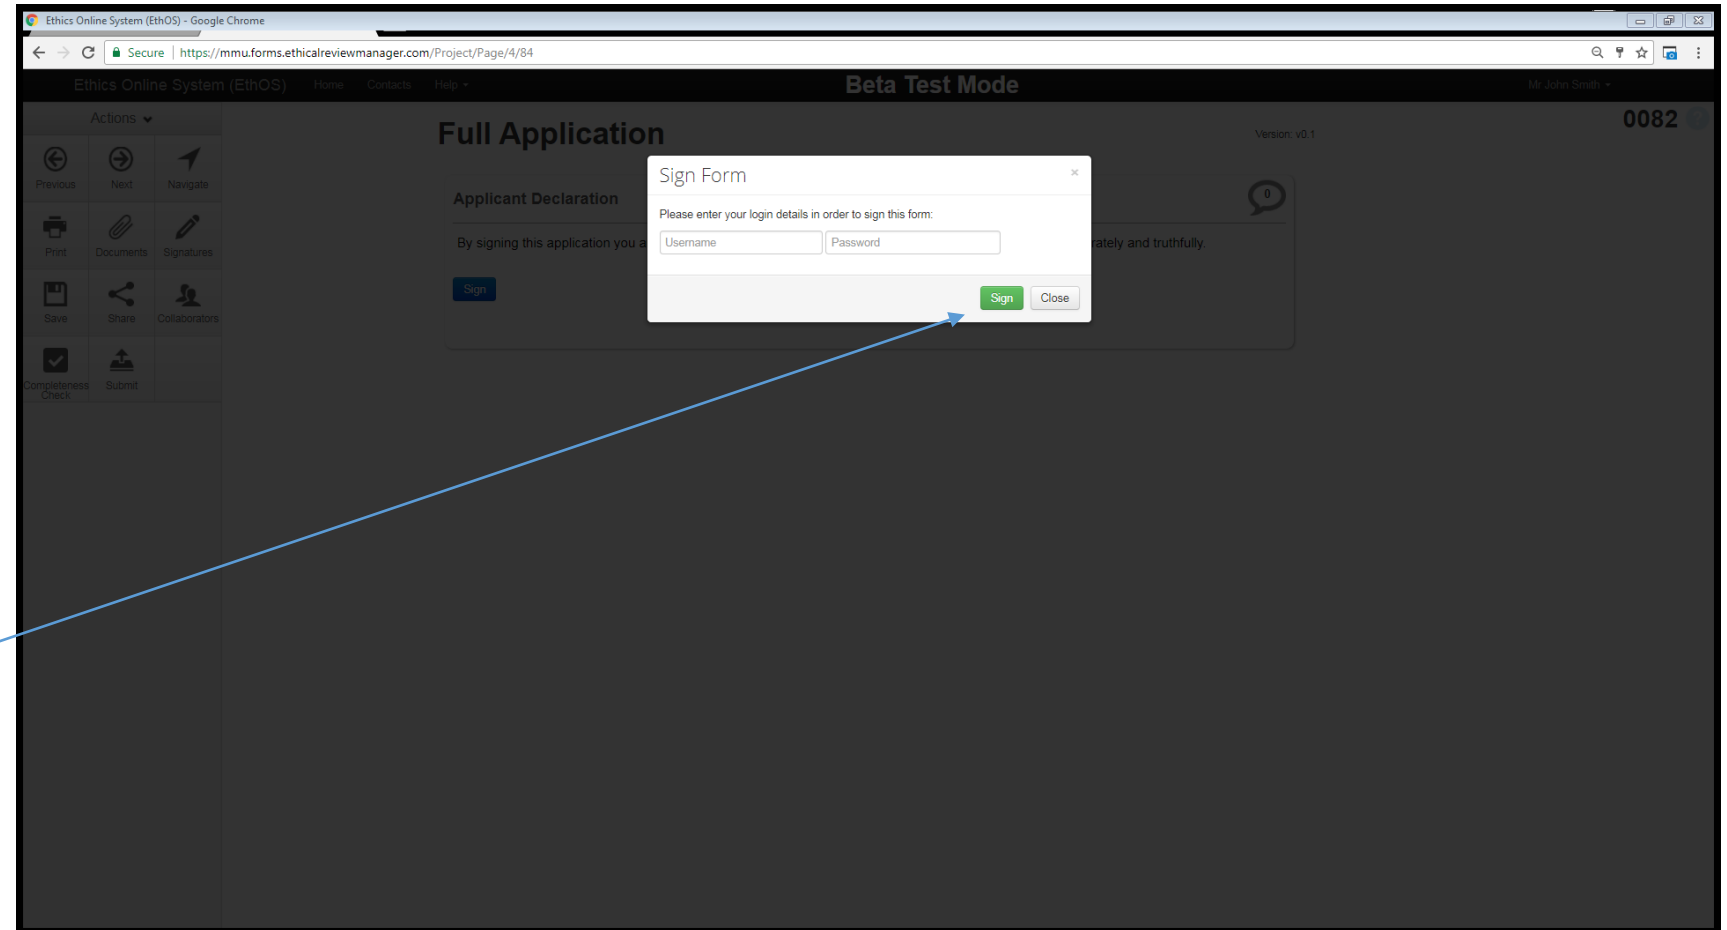 Ethics Online System (EthOS) - Google Chrome
Secure | https://mmu.forms.ethicalreviewmanager.com/Project/Page/4/84
Ethics Online System (EthOS) Home Contacts Help Beta Test Mode Mr John Smith
Actions
0082
Full Application
Version: v0.1
Previous Next Navigate
Print Documents Signatures
Save Share Collaborators
Completeness Check Submit
Applicant Declaration
0
By signing this application you a
rately and truthfully.
Sign
Sign Form
×
Please enter your login details in order to sign this form:
Username Password
Sign Close